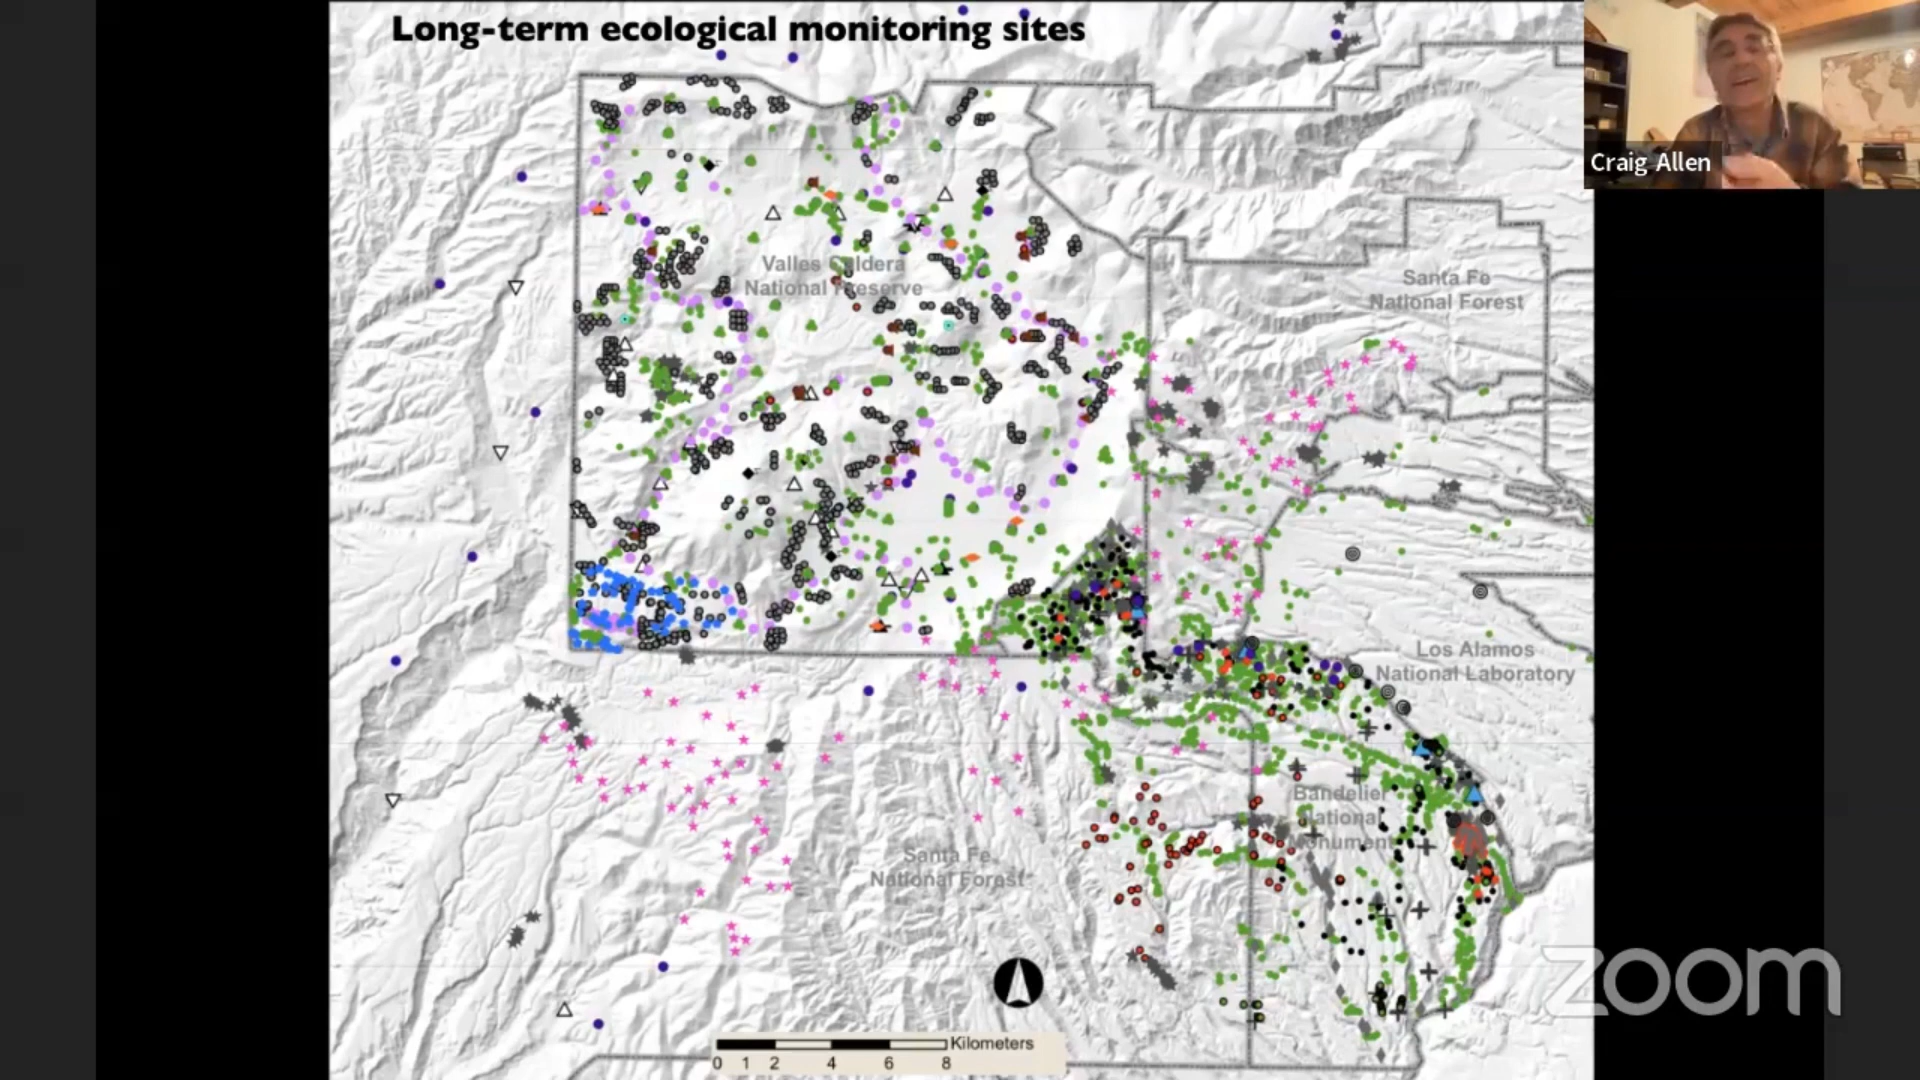 Long-term ecological monitoring sites
Craig Allen
Valles Caldera
National Preserve
Santa Fe
National Forest
Los Alamos
National Laboratory
Bandelier
National
Monument
Santa Fe
National Forest
zoom
Kilometers
0 1 2 4 6 8